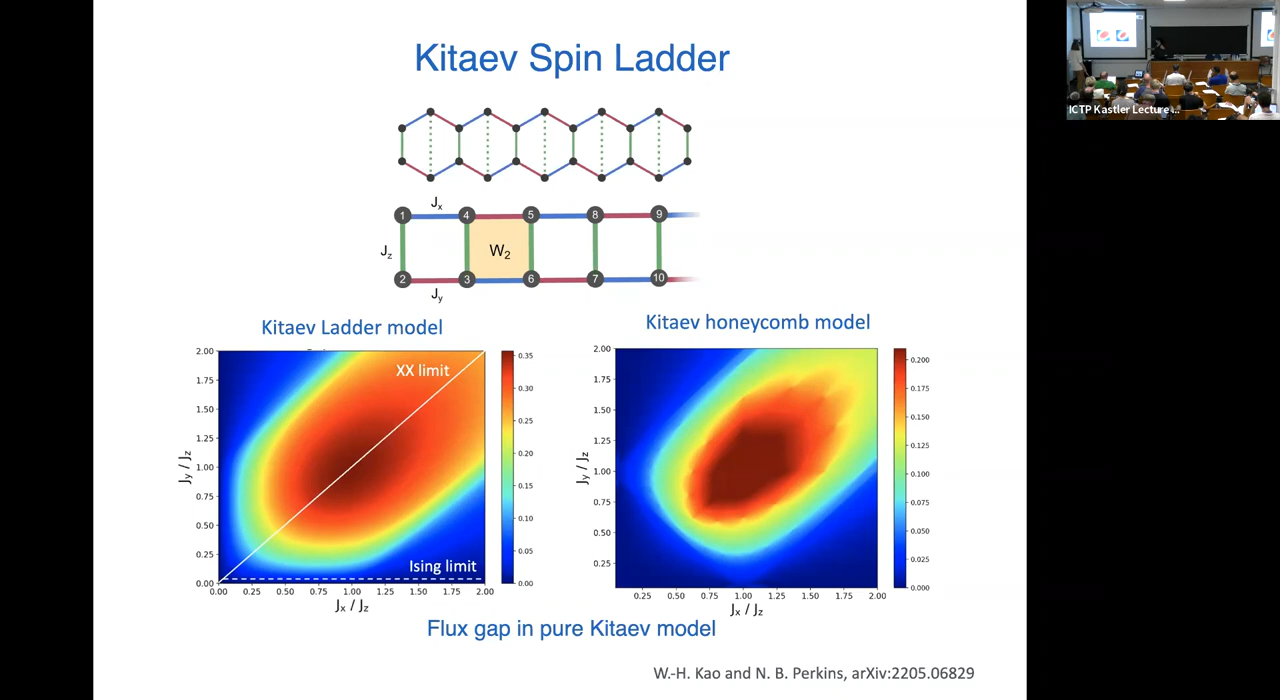 Kitaev Spin Ladder
Jx
1 4 5 8 9
Jz
W2
2 3 6 7 10
Jy
Kitaev Ladder model
Kitaev honeycomb model
2.00
1.75
1.50
1.25
1.00
0.75
0.50
0.25
0.00
Jy / Jz
XX limit
Ising limit
0.00 0.25 0.50 0.75 1.00 1.25 1.50 1.75 2.00
Jx / Jz
0.35
0.30
0.25
0.20
0.15
0.10
0.05
0.00
2.00
1.75
1.50
1.25
1.00
0.75
0.50
0.25
Jy / Jz
0.25 0.50 0.75 1.00 1.25 1.50 1.75 2.00
Jx / Jz
0.200
0.175
0.150
0.125
0.100
0.075
0.050
0.025
0.000
Flux gap in pure Kitaev model
W.-H. Kao and N. B. Perkins, arXiv:2205.06829
ICTP Kastler Lecture ...